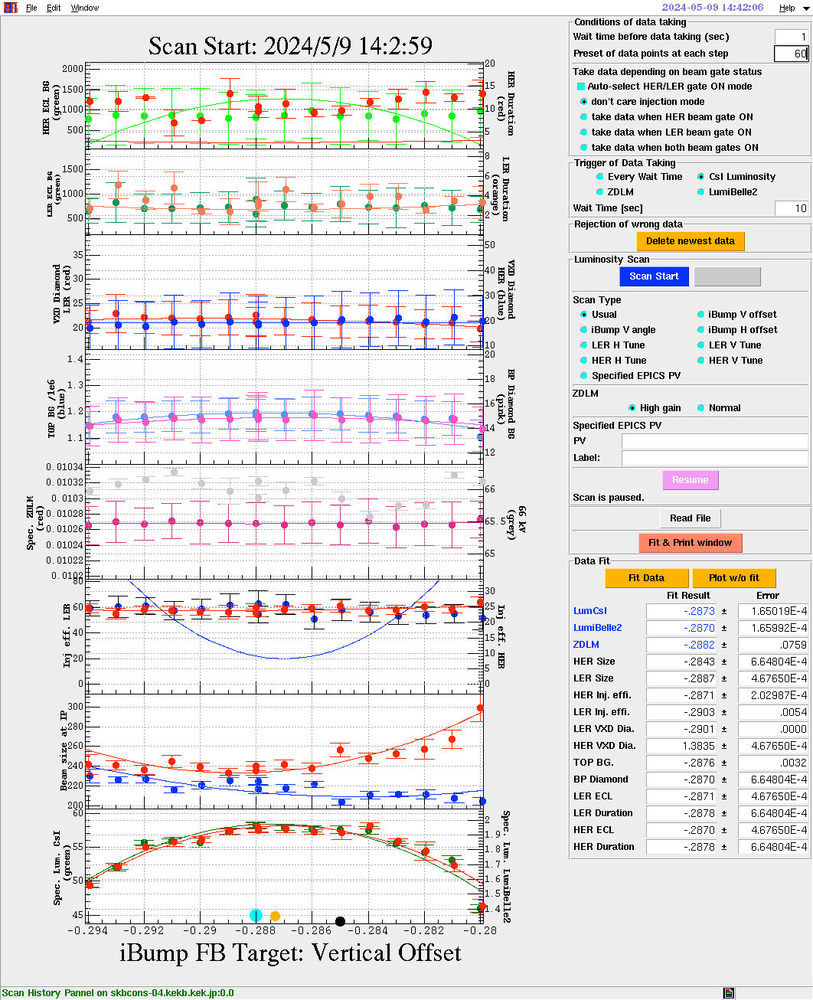 File Edit Window 2024-05-09 14:42:06 Help
Scan Start: 2024/5/9 14:2:59
HER ECL BG
(green)
2000
1500
1000
500
20
15
10
5
HER Duration
(red)
LER ECL BG
(green)
1500
1000
500
8
6
4
2
LER Duration
(orange)
VXD Diamond
LER (red)
35
30
25
20
50
40
30
20
10
VXD Diamond
HER (blue)
TOP BG /1e6
(blue)
1.4
1.3
1.2
1.1
20
18
16
14
12
BP Diamond BG
(pink)
Spec. ZDLM
(red)
0.01034
0.01032
0.0103
0.01028
0.01026
0.01024
0.01022
0.0102
66
65.5
65
66 kV
(grey)
Inj eff. LER
80
60
40
20
0
30
25
20
15
10
5
0
Inj eff. HER
Beam size at IP
300
280
260
240
220
200
Spec. Lum. CsI
(green)
60
55
50
45
2
1.9
1.8
1.7
1.6
1.5
1.4
Spec. Lum. LumiBelle2
-0.294 -0.292 -0.29 -0.288 -0.286 -0.284 -0.282 -0.28
iBump FB Target: Vertical Offset
Conditions of data taking
Wait time before data taking (sec) 1
Preset of data points at each step 60
Take data depending on beam gate status
Auto-select HER/LER gate ON mode
don't care injection mode
take data when HER beam gate ON
take data when LER beam gate ON
take data when both beam gates ON
Trigger of Data Taking
Every Wait Time CsI Luminosity
ZDLM LumiBelle2
Wait Time [sec] 10
Rejection of wrong data
Delete newest data
Luminosity Scan
Scan Start
Scan Type
Usual iBump V offset
iBump V angle iBump H offset
LER H Tune LER V Tune
HER H Tune HER V Tune
Specified EPICS PV
ZDLM
High gain Normal
Specified EPICS PV
PV
Label:
Resume
Scan is paused.
Read File
Fit & Print window
Data Fit
Fit Data Plot w/o fit
Fit Result Error
LumCsI -.2873 ± 1.65019E-4
LumiBelle2 -.2870 ± 1.65992E-4
ZDLM -.2882 ± .0759
HER Size -.2843 ± 6.64804E-4
LER Size -.2887 ± 4.67650E-4
HER Inj. effi. -.2871 ± 2.02987E-4
LER Inj. effi. -.2903 ± .0054
LER VXD Dia. -.2901 ± .0000
HER VXD Dia. 1.3835 ± 4.67650E-4
TOP BG. -.2876 ± .0032
BP Diamond -.2870 ± 6.64804E-4
LER ECL -.2871 ± 4.67650E-4
LER Duration -.2878 ± 6.64804E-4
HER ECL -.2870 ± 4.67650E-4
HER Duration -.2878 ± 6.64804E-4
Scan History Pannel on skbcons-04.kekb.kek.jp:0.0